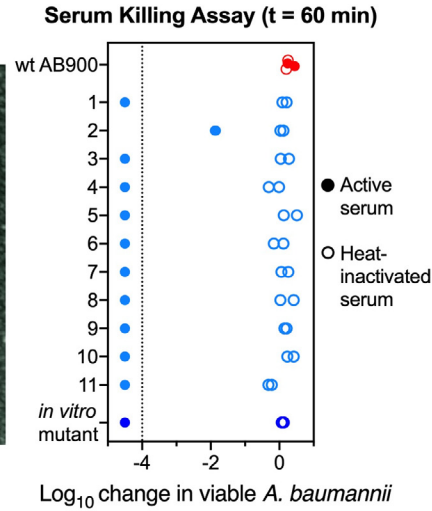 Serum Killing Assay (t = 60 min)
wt AB900
1
2
3
4
5
6
7
8
9
10
11
in vitro
mutant
Active
serum
Heat-
inactivated
serum
-4
-2
0
Log10 change in viable A. baumannii